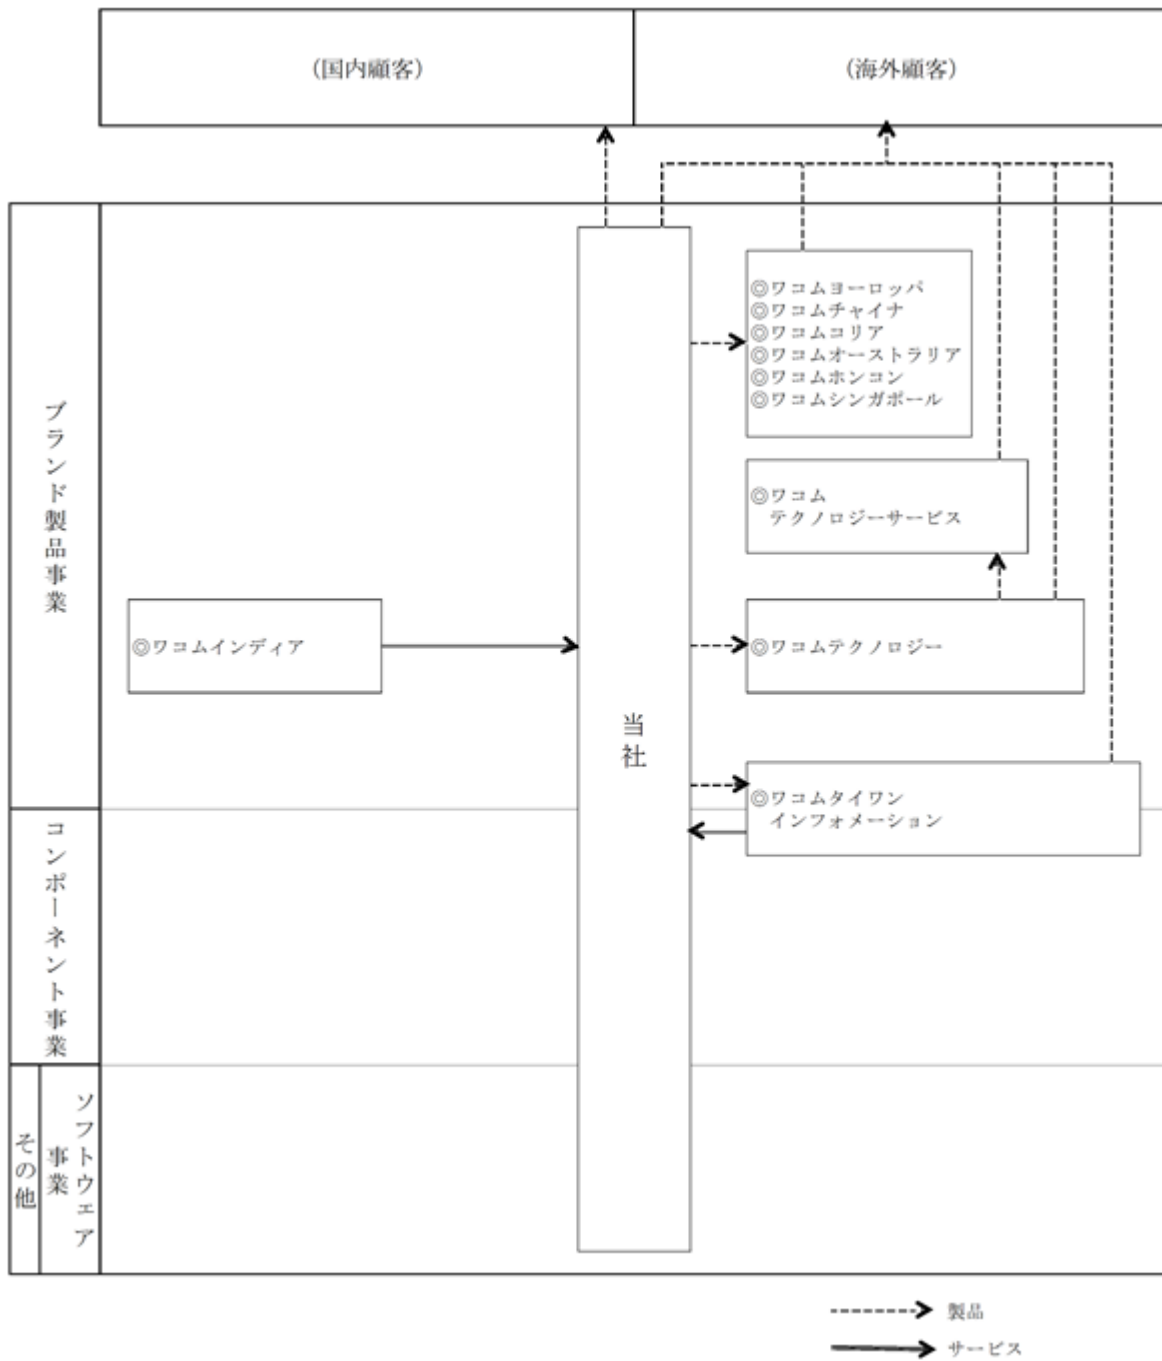 (国内顧客)
(海外顧客)
ブランド製品事業
◎ワコムヨーロッパ
◎ワコムチャイナ
◎ワコムコリア
◎ワコムオーストラリア
◎ワコムホンコン
◎ワコムシンガポール
◎ワコム
テクノロジーサービス
◎ワコムインディア
◎ワコムテクノロジー
当社
◎ワコムタイワン
インフォメーション
コンポーネント事業
その他
ソフトウェア
事業
製品
サービス